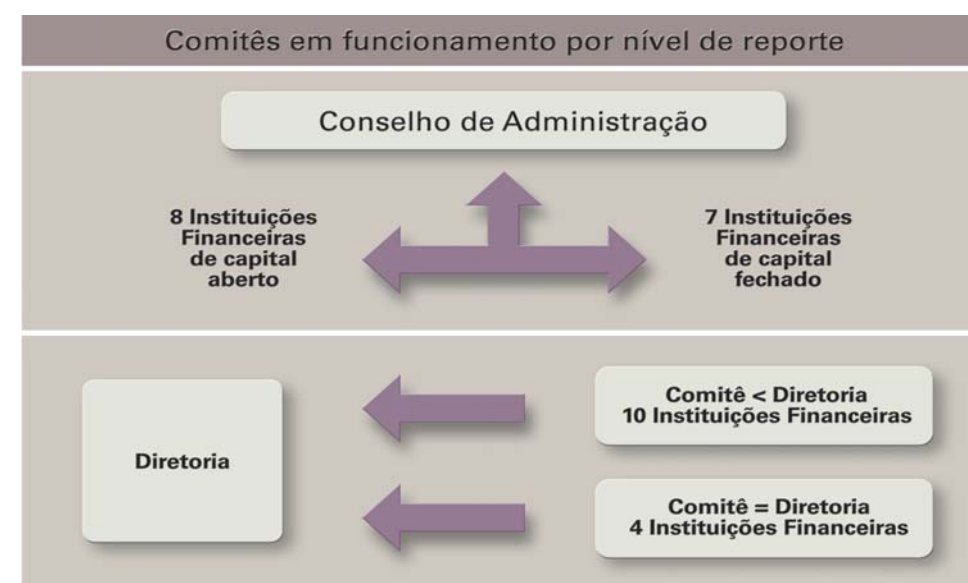 Comitês em funcionamento por nível de reporte
Conselho de Administração
8 Instituições
Financeiras
de capital
aberto
7 Instituições
Financeiras
de capital
fechado
Diretoria
Comitê < Diretoria
10 Instituições Financeiras
Comitê = Diretoria
4 Instituições Financeiras